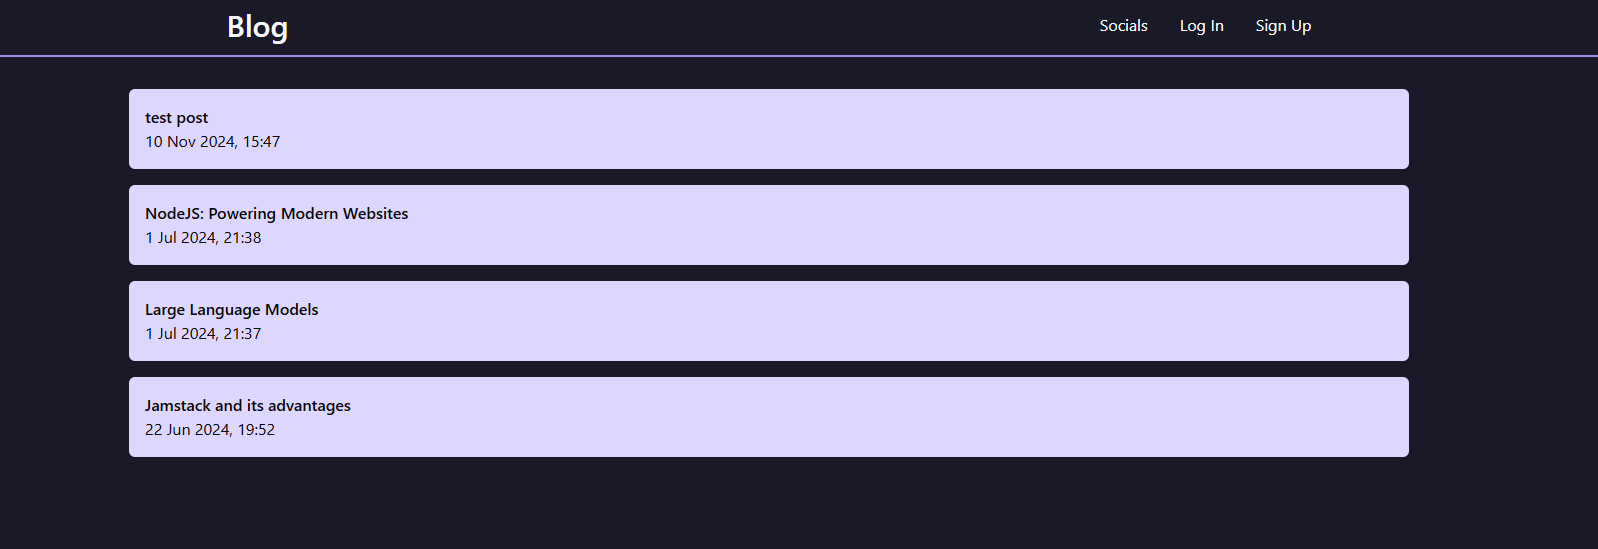 Blog
Socials Log In Sign Up
test post
10 Nov 2024, 15:47
NodeJS: Powering Modern Websites
1 Jul 2024, 21:38
Large Language Models
1 Jul 2024, 21:37
Jamstack and its advantages
22 Jun 2024, 19:52